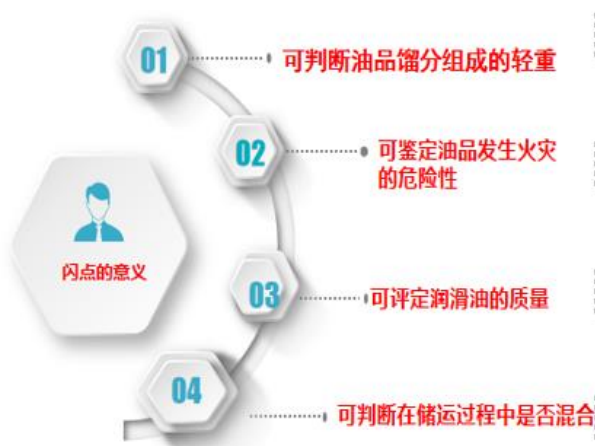 01
可判断油品馏分组成的轻重
02
可鉴定油品发生火灾
的危险性
闪点的意义
03
可评定润滑油的质量
04
可判断在储运过程中是否混合